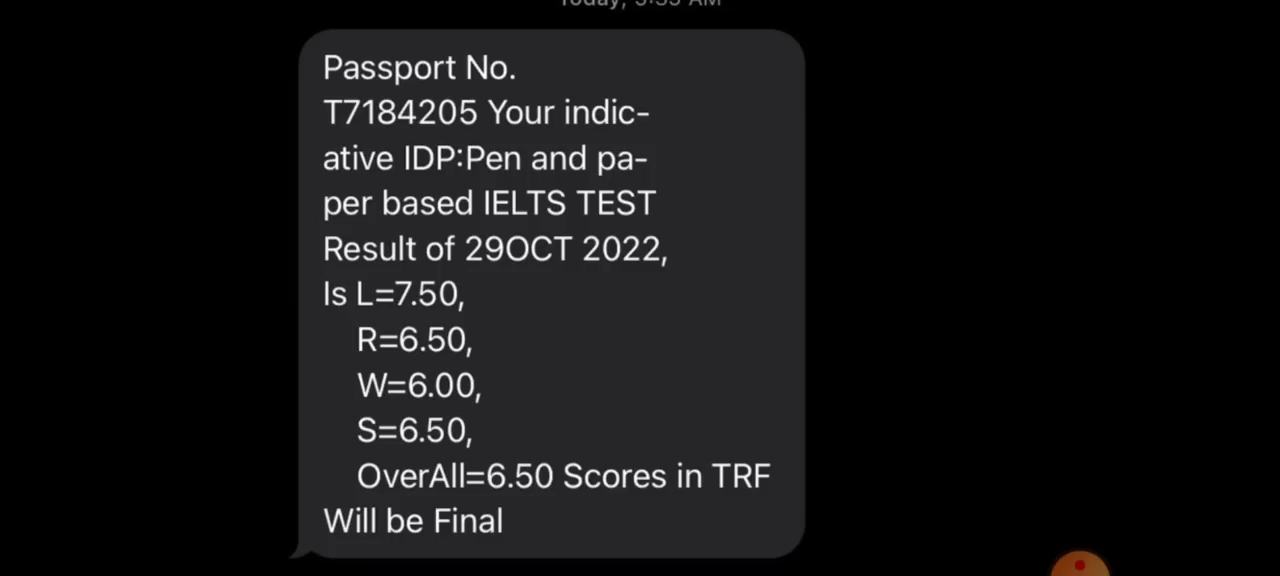 Passport No.
T7184205 Your indic-
ative IDP:Pen and pa-
per based IELTS TEST
Result of 29OCT 2022,
Is L=7.50,
R=6.50,
W=6.00,
S=6.50,
OverAll=6.50 Scores in TRF
Will be Final